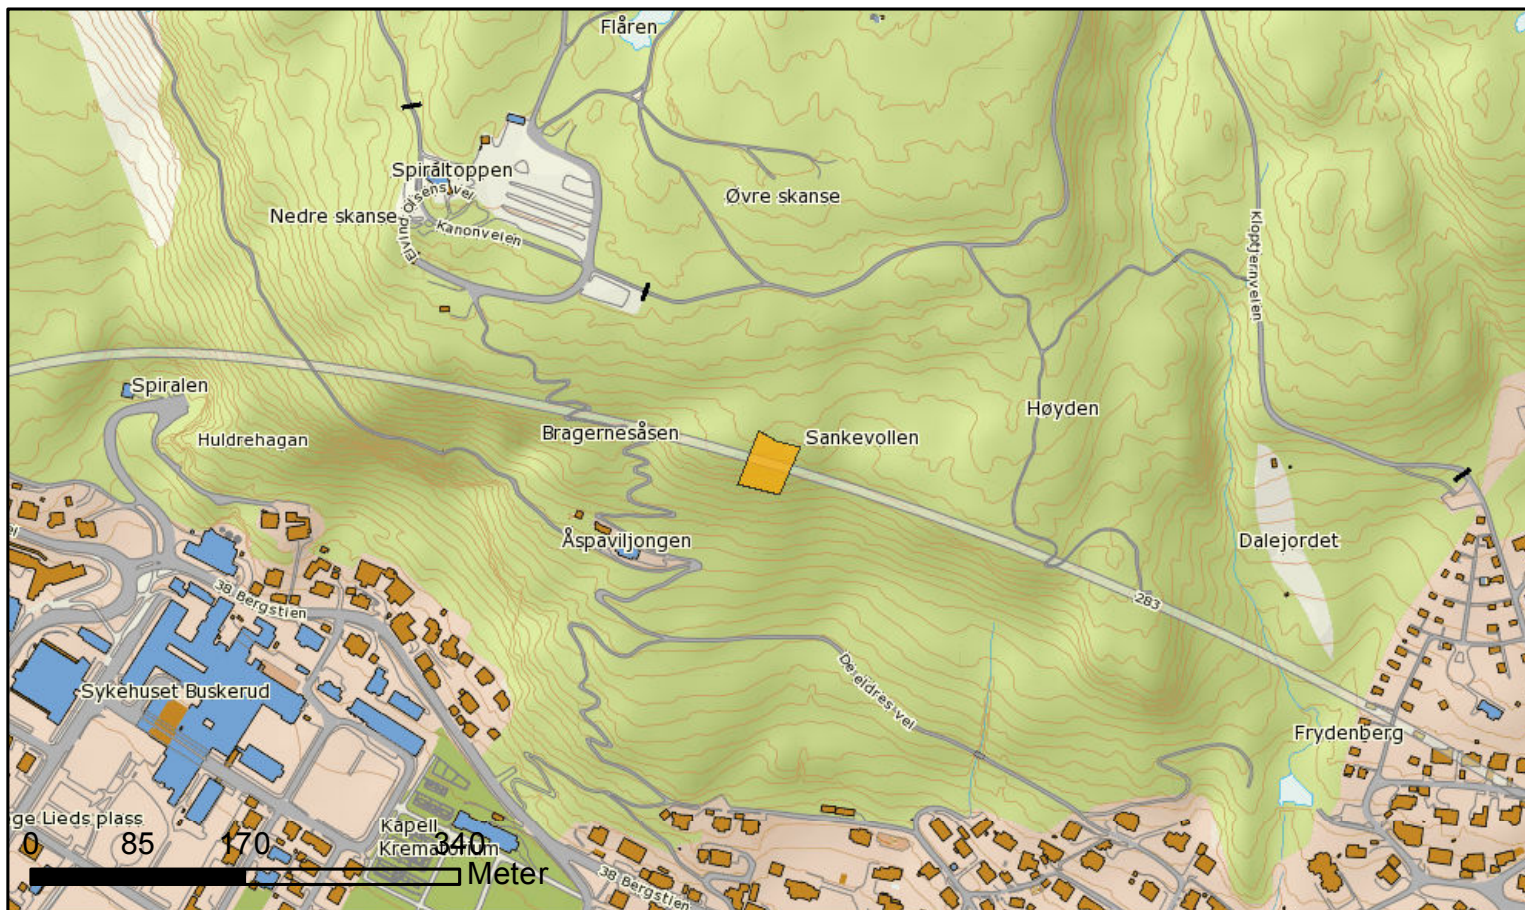 Flåren
Spiraltoppen
Øvre skanse
Eivind Olsens vei
Nedre skanse
Kanonveien
Kloptjernveien
Spiralen
Høyden
Huldrehagan
Bragernesåsen
Sankevollen
Åspaviljongen
Dalejordet
38 Bergstien
283
De eldres vei
Sykehuset Buskerud
Frydenberg
ge Lieds plass
Kapell
Krematorium
0 85 170 340
Meter
38 Bergstien